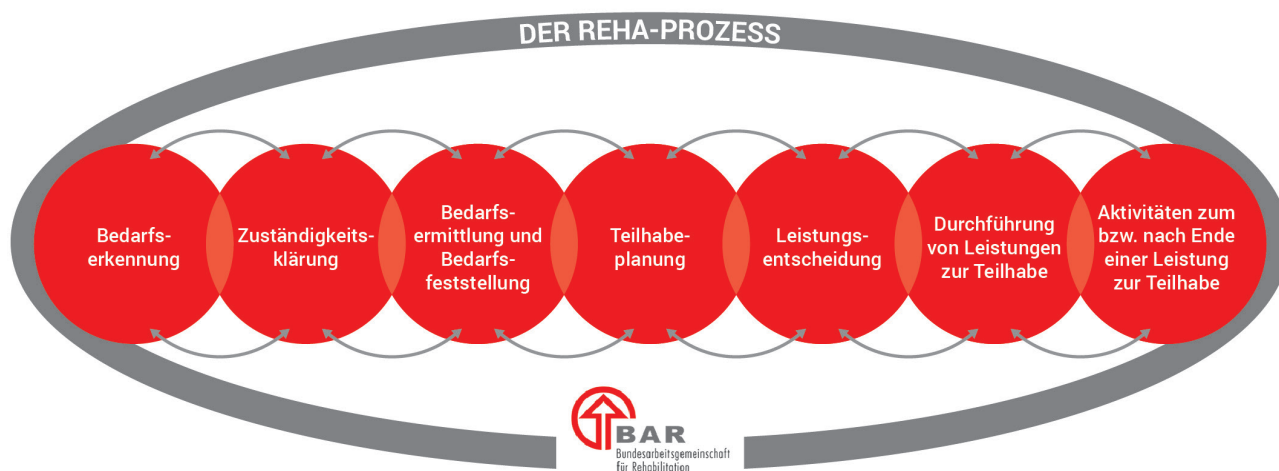 DER REHA-PROZESS
Bedarfs-
erkennung
Zuständigkeits-
klärung
Bedarfs-
ermittlung und
Bedarfs-
feststellung
Teilhabe-
planung
Leistungs-
entscheidung
Durchführung
von Leistungen
zur Teilhabe
Aktivitäten zum
bzw. nach Ende
einer Leistung
zur Teilhabe
BAR
Bundesarbeitsgemeinschaft
für Rehabilitation